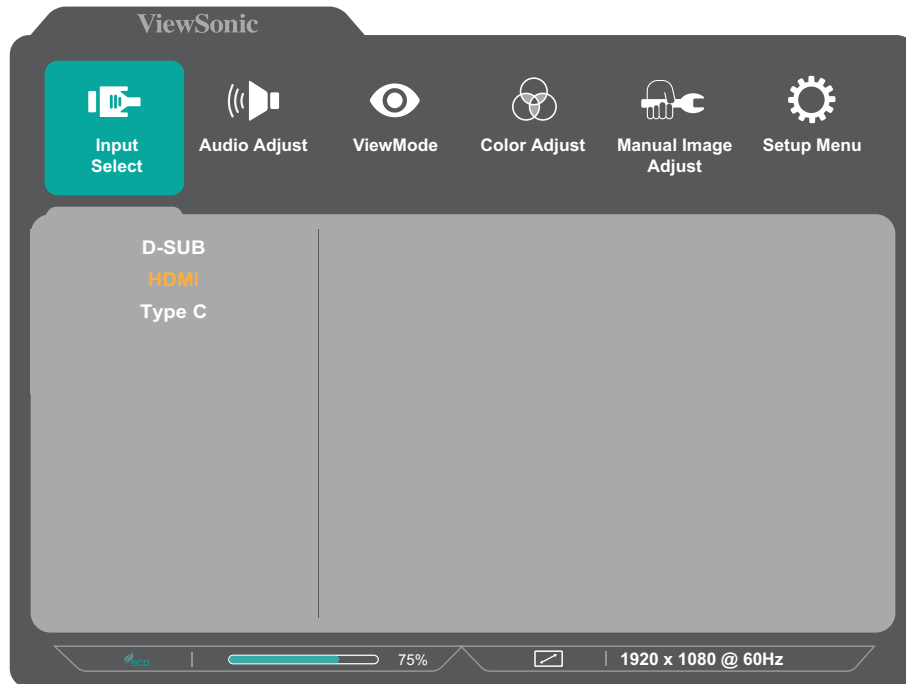 ViewSonic
Input Select
Audio Adjust
ViewMode
Color Adjust
Manual Image Adjust
Setup Menu
D-SUB
HDMI
Type C
eco
75%
1920 x 1080 @ 60Hz